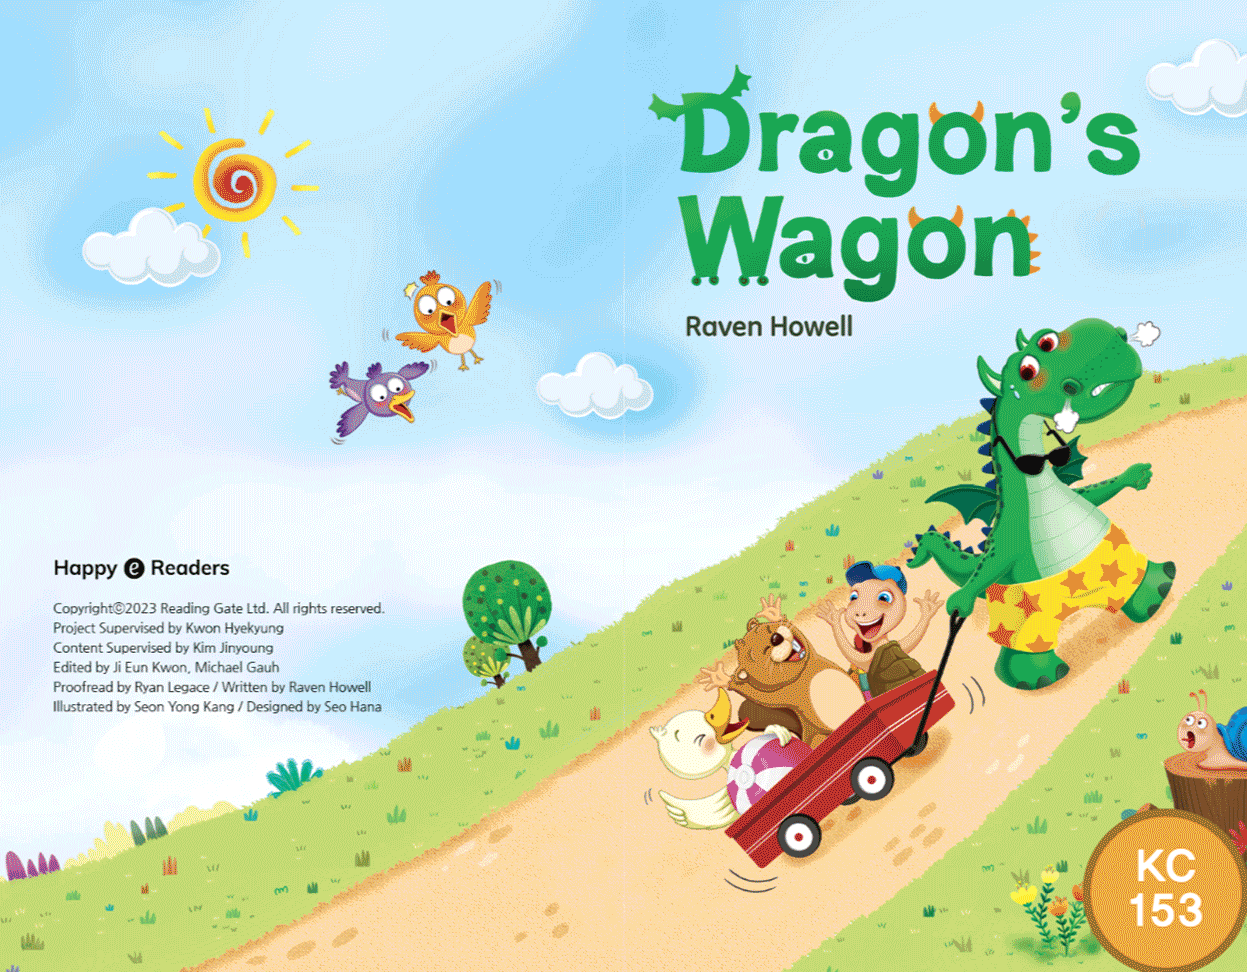 Dragon's
Wagon
Raven Howell
Happy e Readers
Copyright©2023 Reading Gate Ltd. All rights reserved.
Project Supervised by Kwon Hyekyung
Content Supervised by Kim Jinyoung
Edited by Ji Eun Kwon, Michael Gauh
Proofread by Ryan Legace / Written by Raven Howell
Illustrated by Seon Yong Kang / Designed by Seo Hana
KC
153